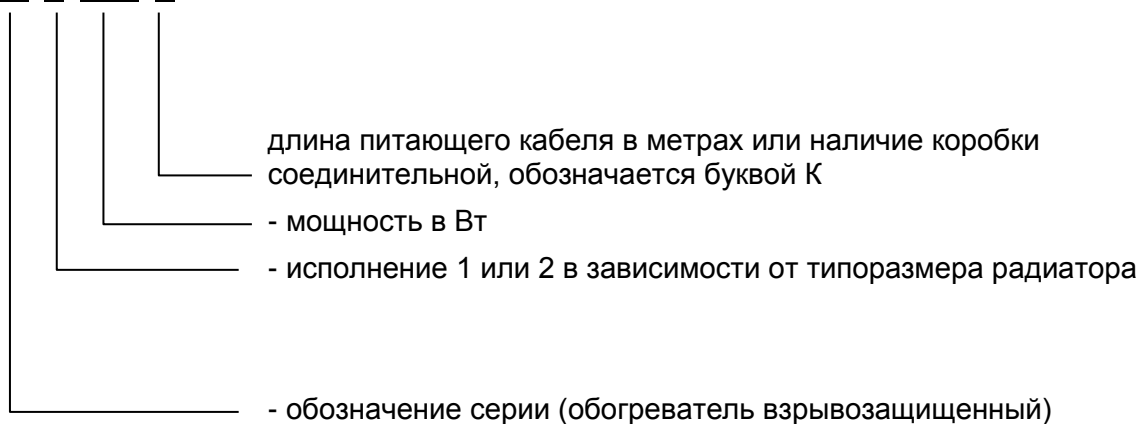 длина питающего кабеля в метрах или наличие коробки
соединительной, обозначается буквой К
- мощность в Вт
- исполнение 1 или 2 в зависимости от типоразмера радиатора
- обозначение серии (обогреватель взрывозащищенный)